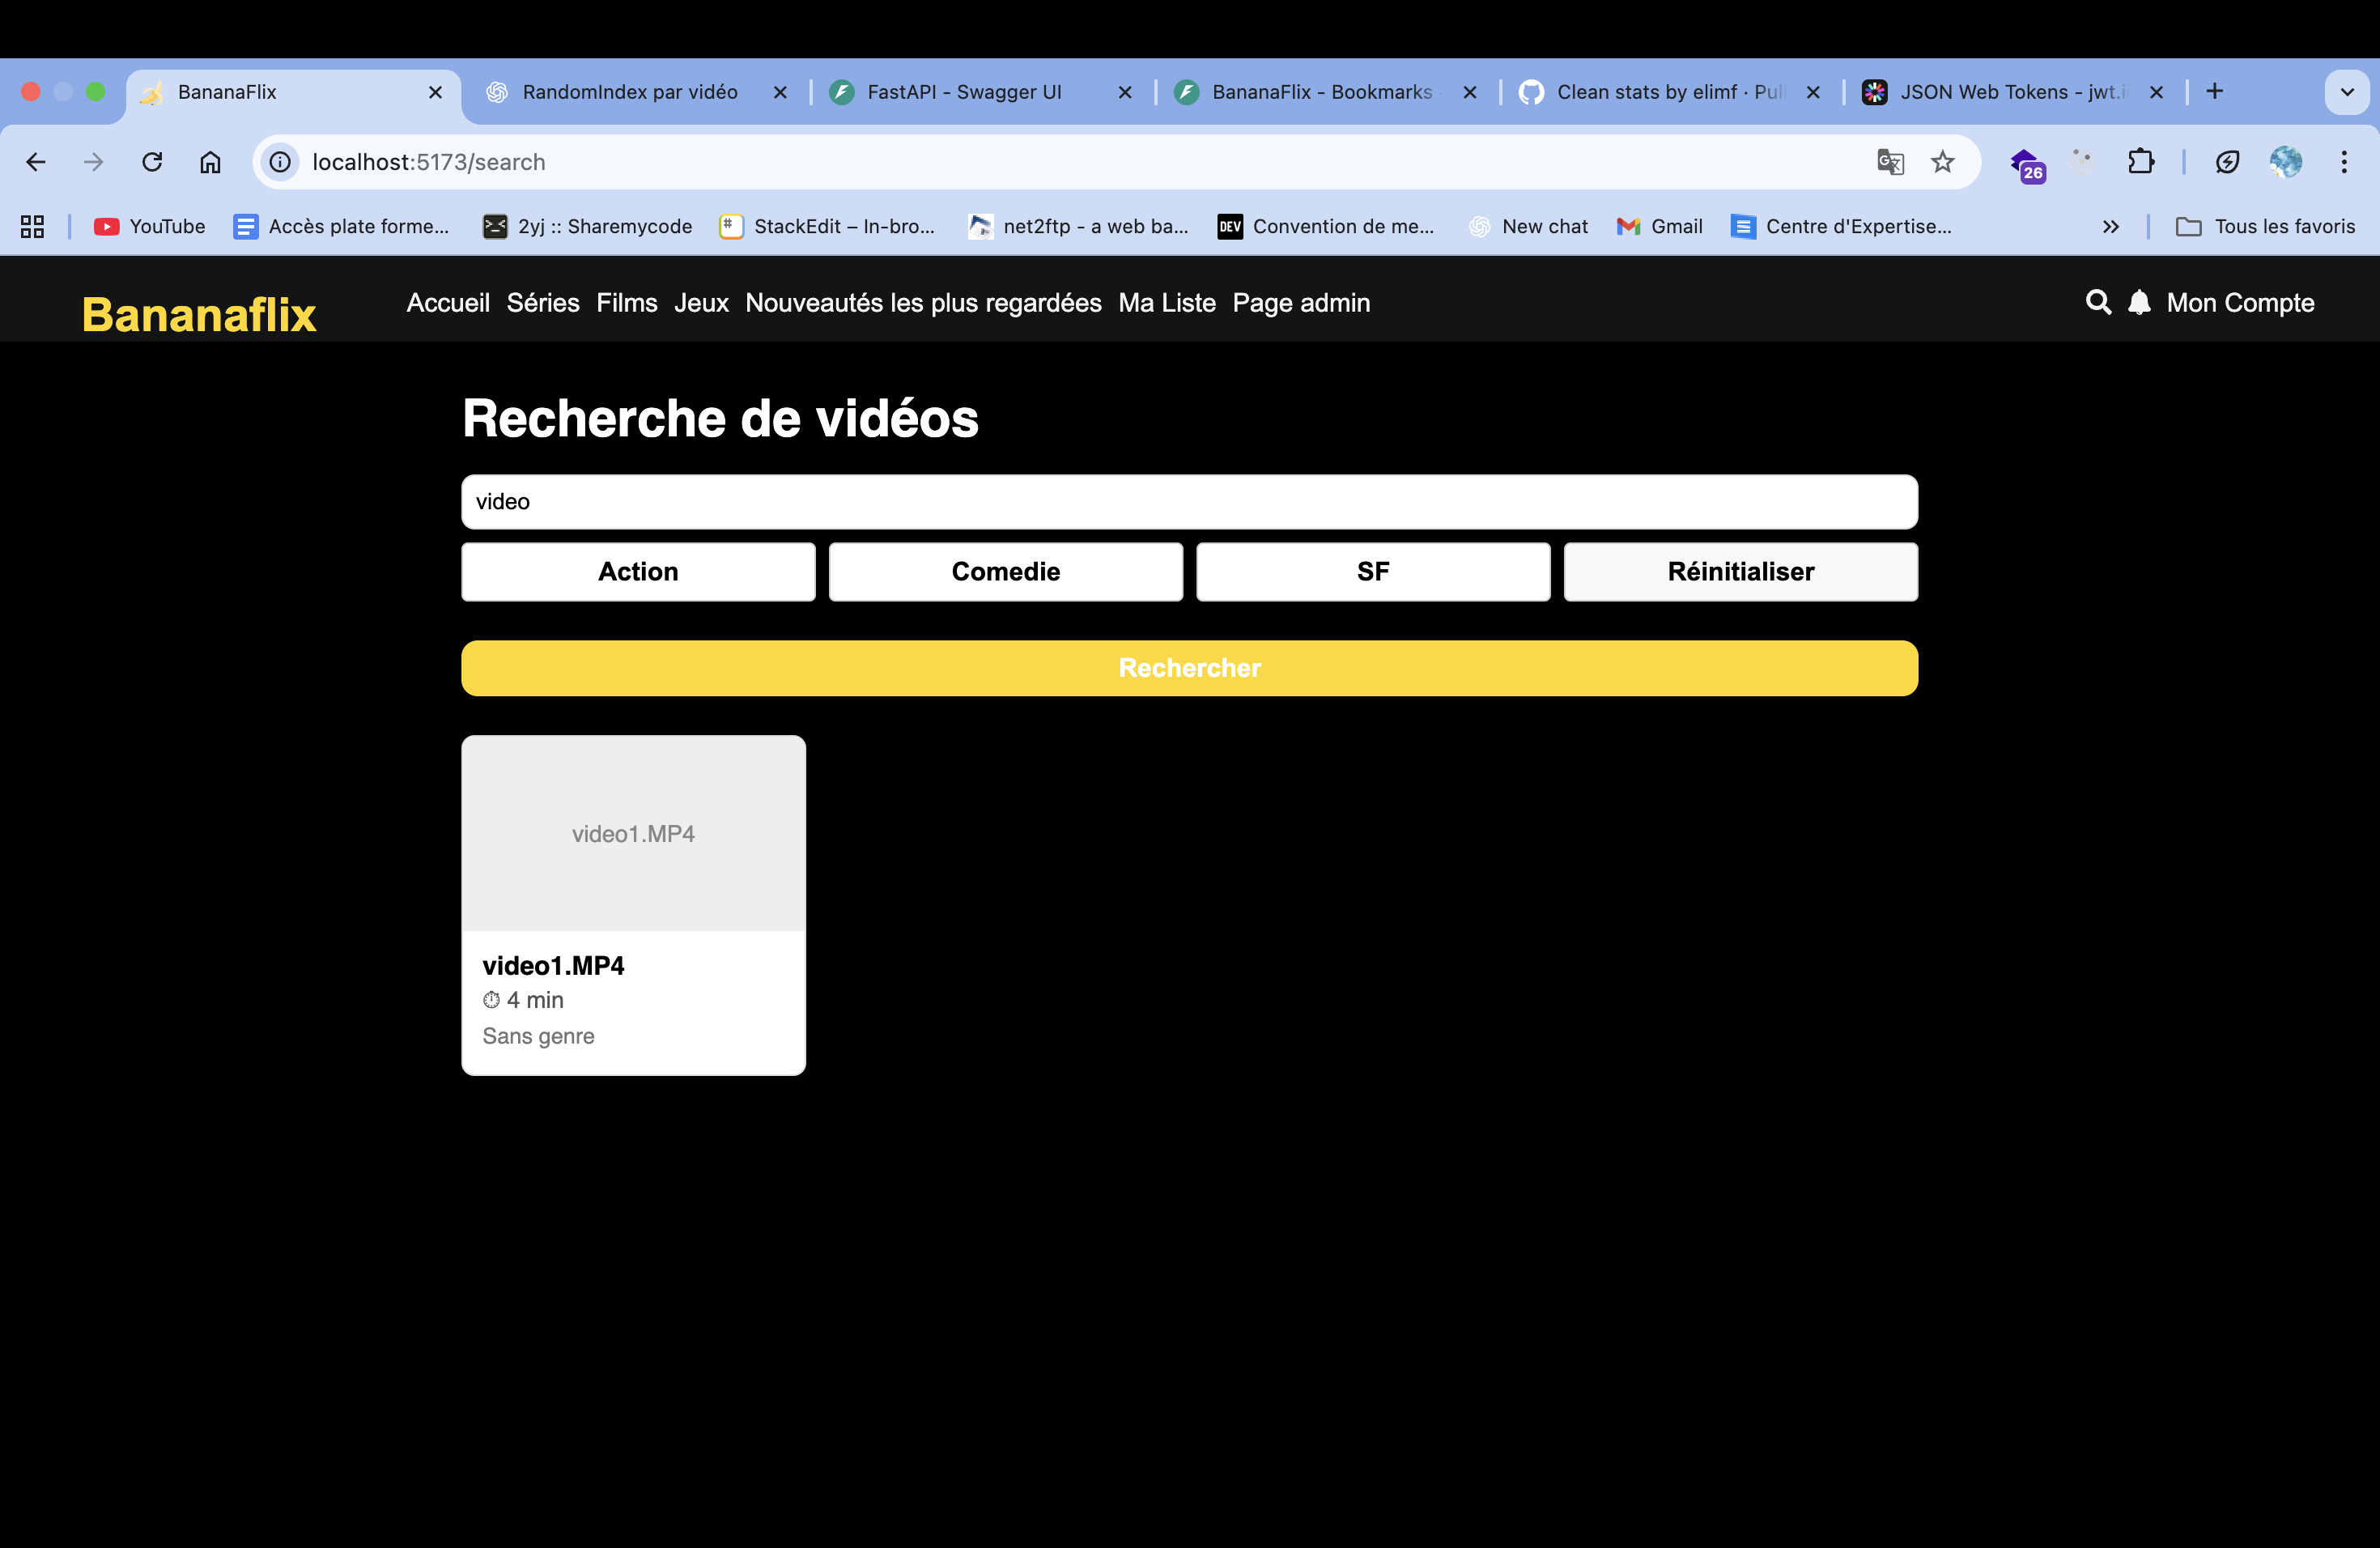 BananaFlix
RandomIndex par vidéo
FastAPI - Swagger UI
BananaFlix - Bookmarks
Clean stats by elimf · Pull
JSON Web Tokens - jwt.i
localhost:5173/search
26
YouTube
Accès plate forme...
2yj :: Sharemycode
StackEdit – In-bro...
net2ftp - a web ba...
DEV
Convention de me...
New chat
Gmail
Centre d'Expertise...
Tous les favoris
Bananaflix
Accueil Séries Films Jeux Nouveautés les plus regardées Ma Liste Page admin
Mon Compte
Recherche de vidéos
video
Action
Comedie
SF
Réinitialiser
Rechercher
video1.MP4
video1.MP4
4 min
Sans genre